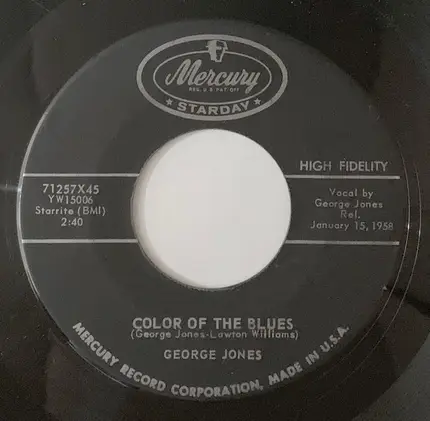 Mercury
REG. U.S. PAT. OFF.
STARDAY
HIGH FIDELITY
71257X45
YW15006
Starrite (BMI)
2:40
Vocal by
George Jones
Rel.
January 15, 1958
COLOR OF THE BLUES
(George Jones-Lawton Williams)
GEORGE JONES
MERCURY RECORD CORPORATION, MADE IN U.S.A.